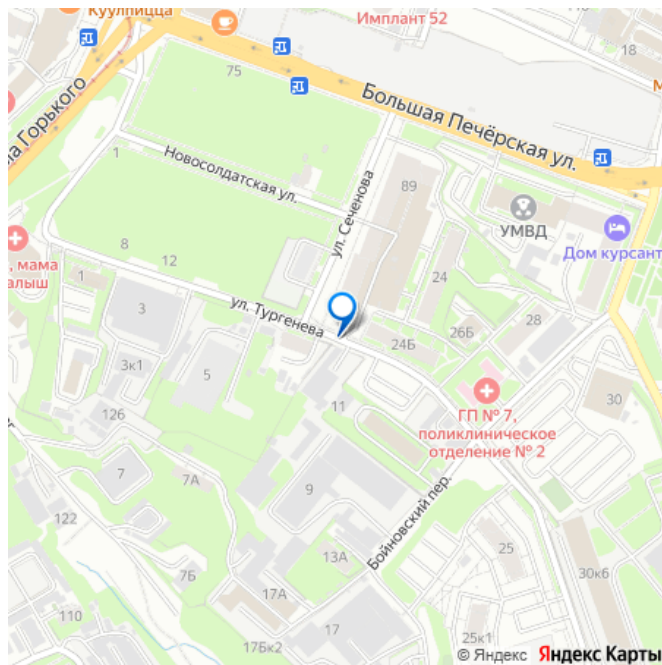 Куулпицца
Имплант 52
18
75
Большая Печёрская ул.
на Горького
1
Новосолдатская ул.
ул. Сеченова
89
УМВД
Дом курсант
, мама
алыш
8
12
1
3
ул. Тургенева
24
24Б
26Б
28
3к1
5
126
11
ГП № 7,
поликлиническое
отделение № 2
30
7
7А
9
Бойновский пер.
122
7Б
13А
25
17А
30к6
110
17
17Бк2
25к1
© Яндекс Яндекс Карты